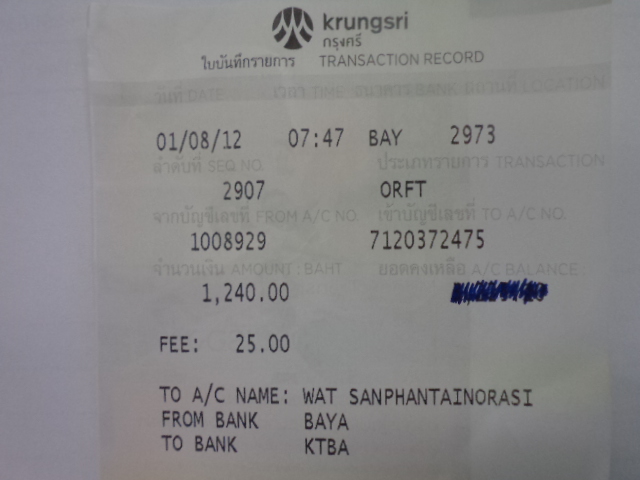 krungsri
กรุงศรี
ใบบันทึกรายการ TRANSACTION RECORD
วันที่ DATE เวลา TIME ธนาคาร BANK สถานที่ LOCATION
01/08/12 07:47 BAY 2973
ลำดับที่ SEQ NO. ประเภทรายการ TRANSACTION
2907 ORFT
จากบัญชีเลขที่ FROM A/C NO. เข้าบัญชีเลขที่ TO A/C NO.
1008929 7120372475
จำนวนเงิน AMOUNT : BAHT ยอดคงเหลือ A/C BALANCE
1,240.00
FEE: 25.00
TO A/C NAME: WAT SANPHANTAINORASI
FROM BANK BAYA
TO BANK KTBA